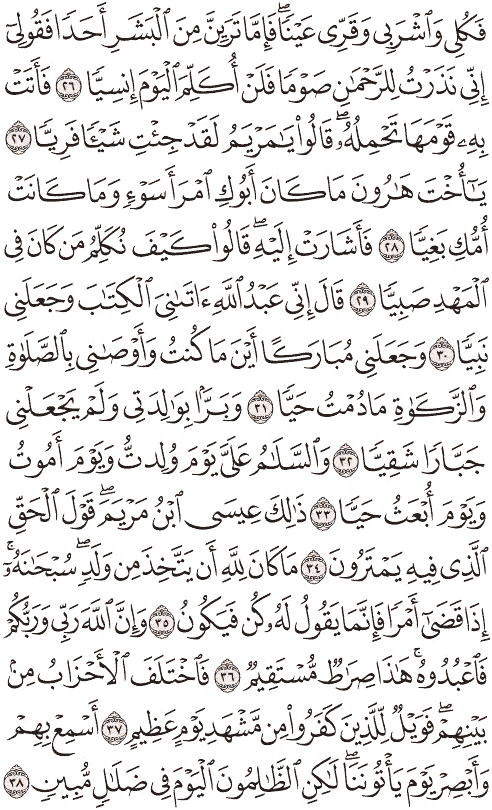 فَكُلِى وَٱشْرَبِى وَقَرِّى عَيْنًاۖ فَإِمَّا تَرَيِنَّ مِنَ ٱلْبَشَرِ أَحَدًا فَقُولِىٓ
إِنِّى نَذَرْتُ لِلرَّحْمَٰنِ صَوْمًا فَلَنْ أُكَلِّمَ ٱلْيَوْمَ إِنسِيًّا ٢٦ فَأَتَتْ
بِهِۦ قَوْمَهَا تَحْمِلُهُۥۖ قَالُوا۟ يَٰمَرْيَمُ لَقَدْ جِئْتِ شَيْـًٔا فَرِيًّا ٢٧
يَٰٓأُخْتَ هَٰرُونَ مَا كَانَ أَبُوكِ ٱمْرَأَ سَوْءٍ وَمَا كَانَتْ
أُمُّكِ بَغِيًّا ٢٨ فَأَشَارَتْ إِلَيْهِۖ قَالُوا۟ كَيْفَ نُكَلِّمُ مَن كَانَ فِى
ٱلْمَهْدِ صَبِيًّا ٢٩ قَالَ إِنِّى عَبْدُ ٱللَّهِ ءَاتَىٰنِىَ ٱلْكِتَٰبَ وَجَعَلَنِى
نَبِيًّا ٣٠ وَجَعَلَنِى مُبَارَكًا أَيْنَ مَا كُنتُ وَأَوْصَٰنِى بِٱلصَّلَوٰةِ
وَٱلزَّكَوٰةِ مَا دُمْتُ حَيًّا ٣١ وَبَرًّۢا بِوَٰلِدَتِى وَلَمْ يَجْعَلْنِى
جَبَّارًا شَقِيًّا ٣٢ وَٱلسَّلَٰمُ عَلَىَّ يَوْمَ وُلِدتُّ وَيَوْمَ أَمُوتُ
وَيَوْمَ أُبْعَثُ حَيًّا ٣٣ ذَٰلِكَ عِيسَى ٱبْنُ مَرْيَمَۖ قَوْلَ ٱلْحَقِّ
ٱلَّذِى فِيهِ يَمْتَرُونَ ٣٤ مَا كَانَ لِلَّهِ أَن يَتَّخِذَ مِن وَلَدٍۖ سُبْحَٰنَهُۥٓۚ
إِذَا قَضَىٰٓ أَمْرًا فَإِنَّمَا يَقُولُ لَهُۥ كُن فَيَكُونُ ٣٥ وَإِنَّ ٱللَّهَ رَبِّى وَرَبُّكُمْ
فَٱعْبُدُوهُۚ هَٰذَا صِرَٰطٌ مُّسْتَقِيمٌ ٣٦ فَٱخْتَلَفَ ٱلْأَحْزَابُ مِنۢ
بَيْنِهِمْۖ فَوَيْلٌ لِّلَّذِينَ كَفَرُوا۟ مِن مَّشْهَدِ يَوْمٍ عَظِيمٍ ٣٧ أَسْمِعْ بِهِمْ
وَأَبْصِرْ يَوْمَ يَأْتُونَنَاۖ لَٰكِنِ ٱلظَّٰلِمُونَ ٱلْيَوْمَ فِى ضَلَٰلٍ مُّبِينٍ ٣٨